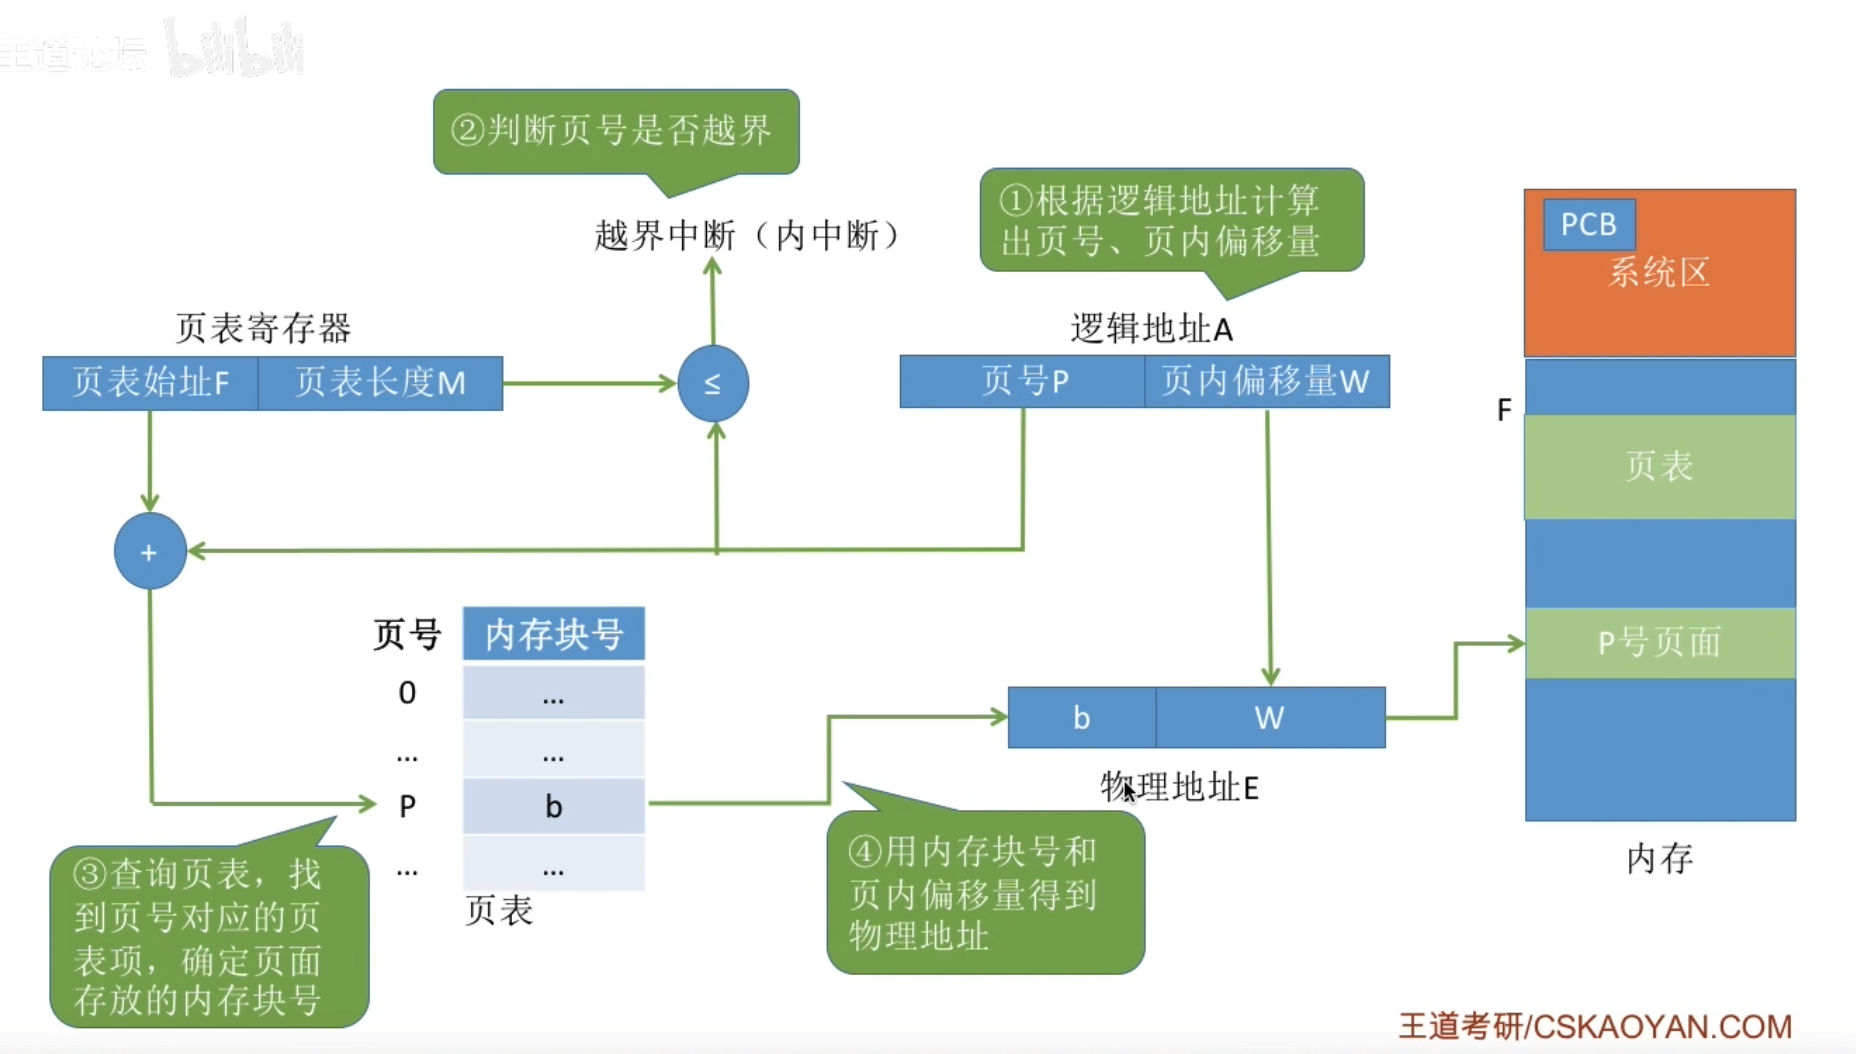 王道论坛 bilibili
②判断页号是否越界
①根据逻辑地址计算
出页号、页内偏移量
越界中断（内中断）
PCB
系统区
页表寄存器
逻辑地址A
页表始址F 页表长度M
≤
页号P 页内偏移量W
F
页表
+
页号 内存块号
0 …
… …
P b
… …
页表
P号页面
b W
物理地址E
③查询页表，找
到页号对应的页
表项，确定页面
存放的内存块号
④用内存块号和
页内偏移量得到
物理地址
内存
王道考研/CSKAOYAN.COM